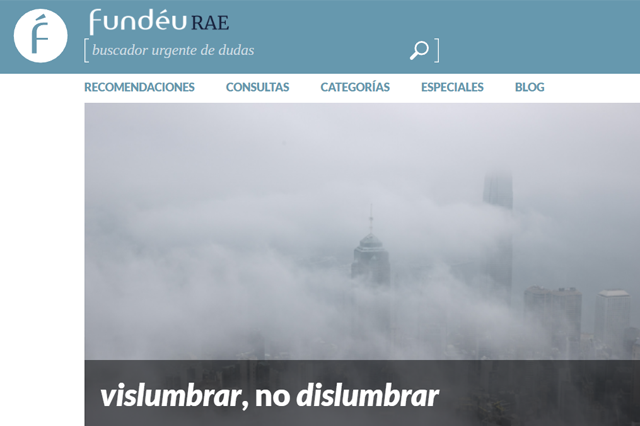 Fundéu RAE
buscador urgente de dudas
RECOMENDACIONES CONSULTAS CATEGORÍAS ESPECIALES BLOG
vislumbrar, no dislumbrar